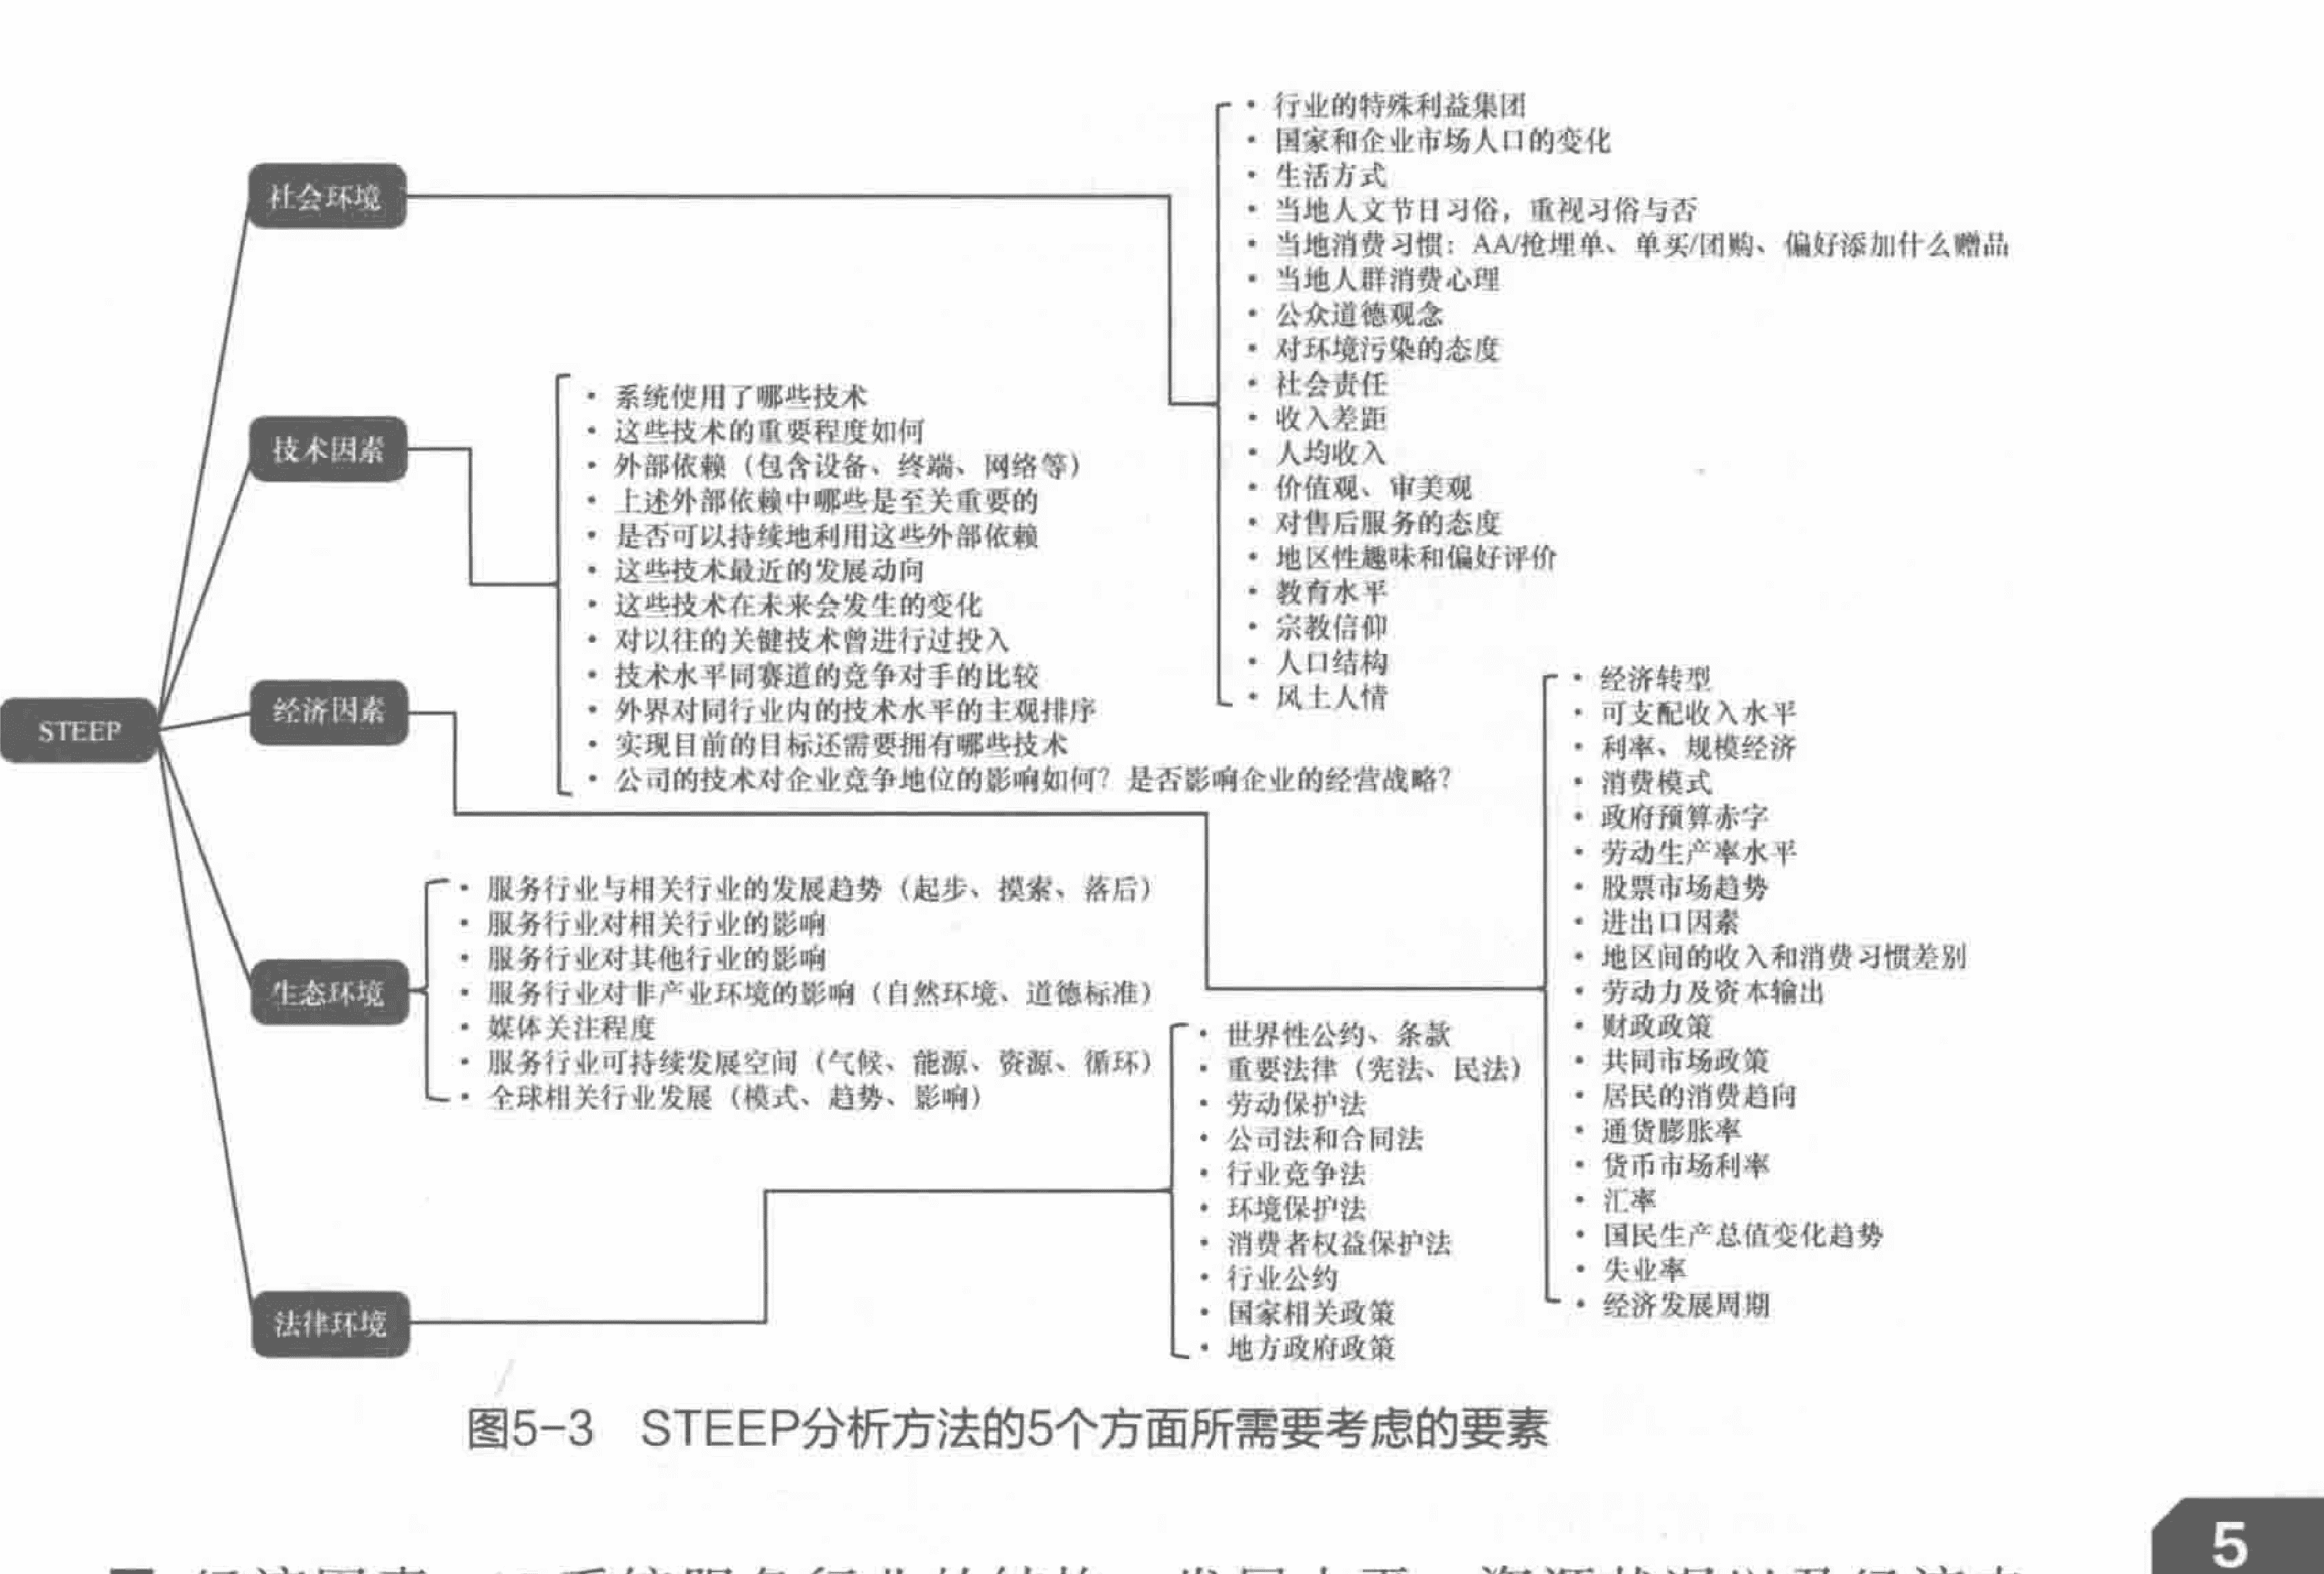 STEEP
社会环境
行业的特殊利益集团
国家和企业市场人口的变化
生活方式
当地人文节日习俗，重视习俗与否
当地消费习惯：AA/抢埋单、单买/团购、偏好添加什么赠品
当地人群消费心理
公众道德观念
对环境污染的态度
社会责任
收入差距
人均收入
价值观、审美观
对售后服务的态度
地区性趣味和偏好评价
教育水平
宗教信仰
人口结构
风土人情
技术因素
系统使用了哪些技术
这些技术的重要程度如何
外部依赖（包含设备、终端、网络等）
上述外部依赖中哪些是至关重要的
是否可以持续地利用这些外部依赖
这些技术最近的发展动向
这些技术在未来会发生的变化
对以往的关键技术曾进行过投入
技术水平同赛道的竞争对手的比较
外界对同行业内的技术水平的主观排序
实现目前的目标还需要拥有哪些技术
公司的技术对企业竞争地位的影响如何？是否影响企业的经营战略？
经济因素
经济转型
可支配收入水平
利率、规模经济
消费模式
政府预算赤字
劳动生产率水平
股票市场趋势
进出口因素
地区间的收入和消费习惯差别
劳动力及资本输出
财政政策
共同市场政策
居民的消费趋向
通货膨胀率
货币市场利率
汇率
国民生产总值变化趋势
失业率
经济发展周期
生态环境
服务行业与相关行业的发展趋势（起步、摸索、落后）
服务行业对相关行业的影响
服务行业对其他行业的影响
服务行业对非产业环境的影响（自然环境、道德标准）
媒体关注程度
服务行业可持续发展空间（气候、能源、资源、循环）
全球相关行业发展（模式、趋势、影响）
法律环境
世界性公约、条款
重要法律（宪法、民法）
劳动保护法
公司法和合同法
行业竞争法
环境保护法
消费者权益保护法
行业公约
国家相关政策
地方政府政策
图5-3 STEEP分析方法的5个方面所需要考虑的要素
5